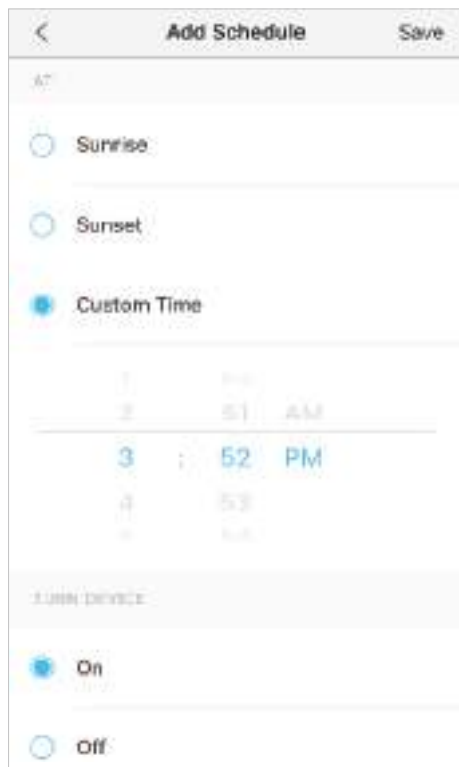 Add Schedule Save
AT
Sunrise
Sunset
Custom Time
1
2 51 AM
3 : 52 PM
4 53
TURN DEVICE
On
Off